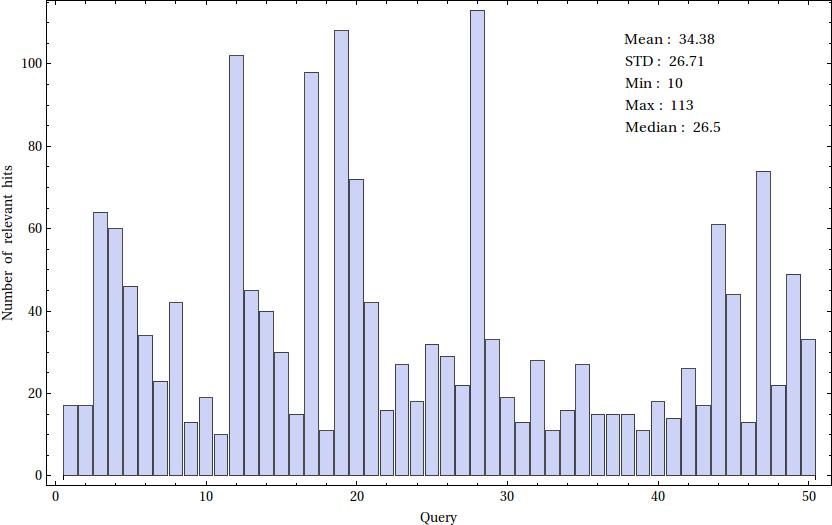 Number of relevant hits
100
80
60
40
20
0
Mean : 34.38
STD : 26.71
Min : 10
Max : 113
Median : 26.5
0 10 20 30 40 50
Query